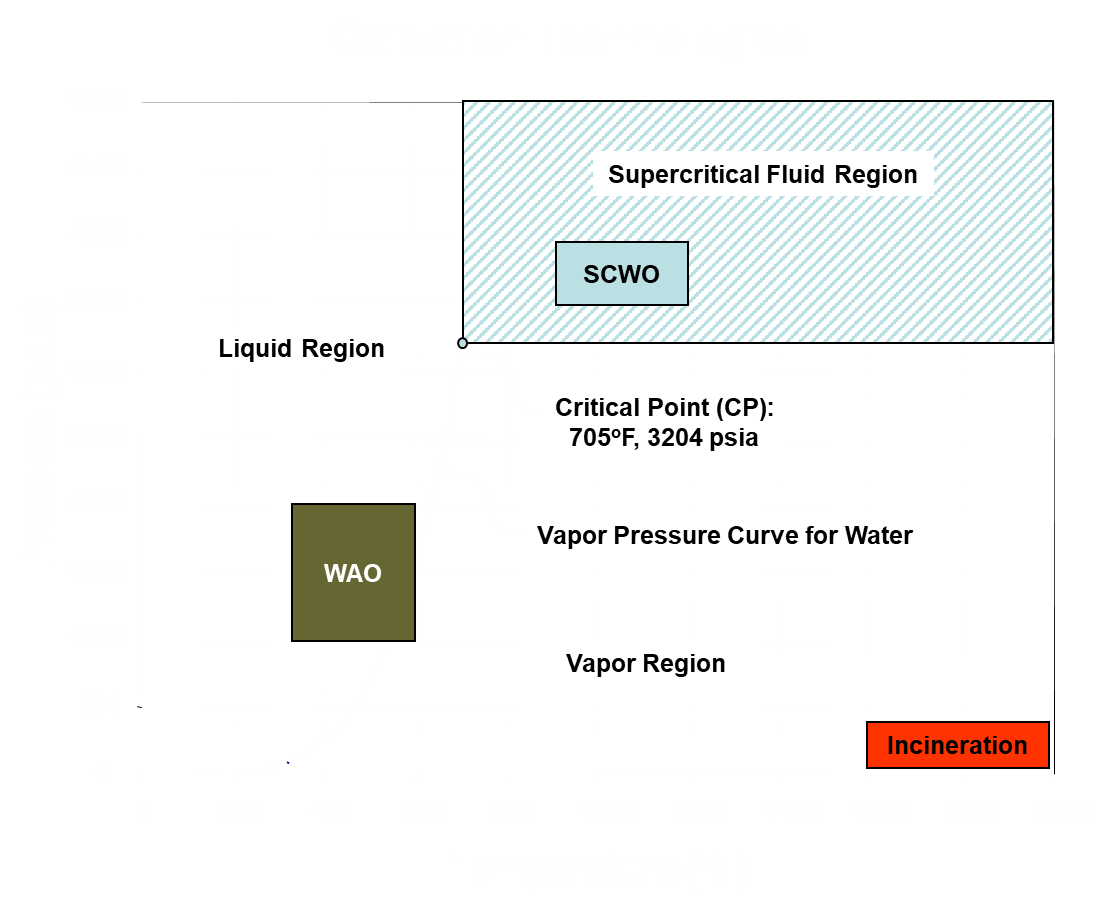 Supercritical Fluid Region
SCWO
Liquid Region
Critical Point (CP):
705ºF, 3204 psia
Vapor Pressure Curve for Water
WAO
Vapor Region
Incineration